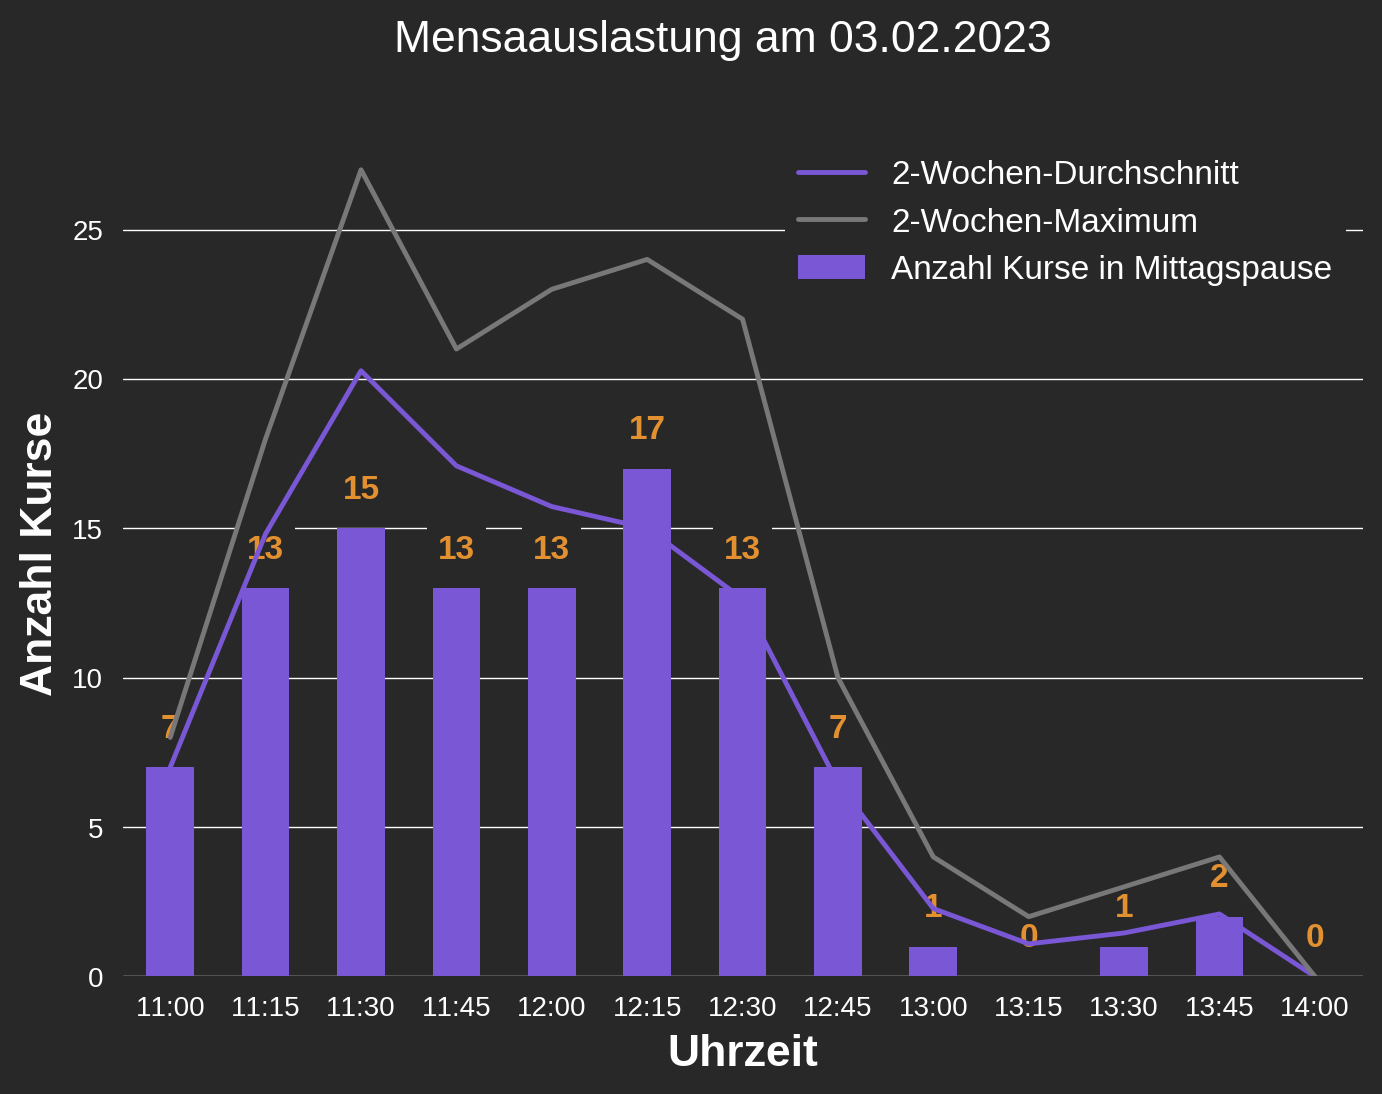 Mensaauslastung am 03.02.2023
2-Wochen-Durchschnitt
2-Wochen-Maximum
Anzahl Kurse in Mittagspause
Anzahl Kurse
25
20
15
10
5
0
7
13
15
13
13
17
13
7
1
0
1
2
0
11:00 11:15 11:30 11:45 12:00 12:15 12:30 12:45 13:00 13:15 13:30 13:45 14:00
Uhrzeit